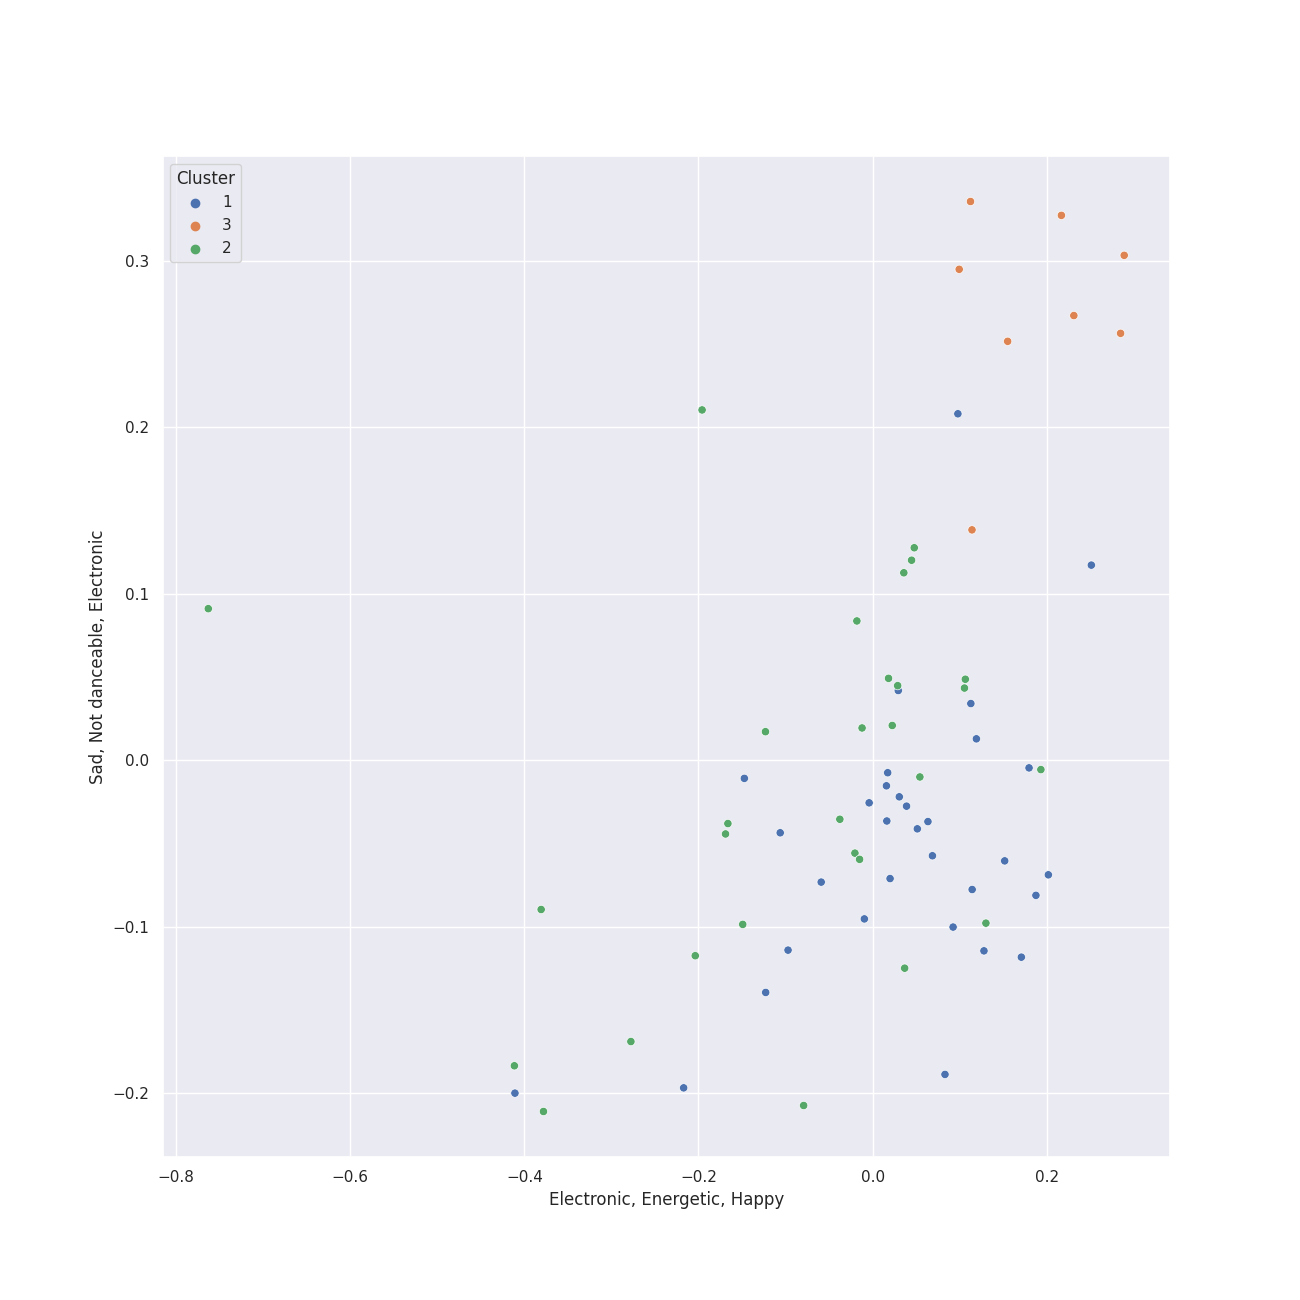 Cluster
1
3
2
0.3
0.2
0.1
0.0
−0.1
−0.2
Sad, Not danceable, Electronic
−0.8 −0.6 −0.4 −0.2 0.0 0.2
Electronic, Energetic, Happy